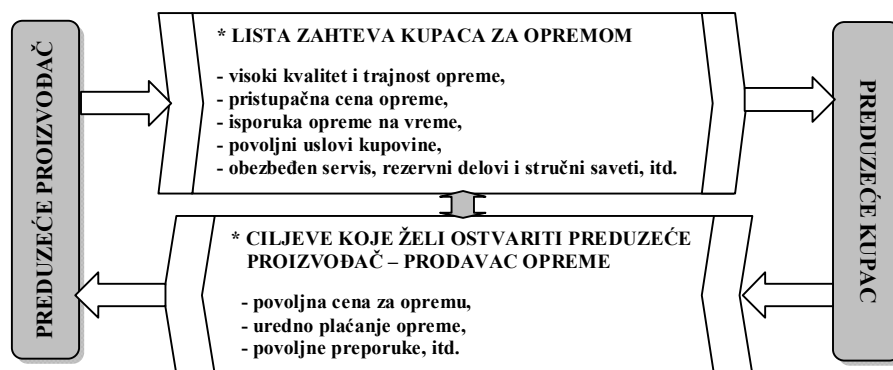 PREDUZEĆE PROIZVOĐAČ
* LISTA ZAHTEVA KUPACA ZA OPREMOM
- visoki kvalitet i trajnost opreme,
- pristupačna cena opreme,
- isporuka opreme na vreme,
- povoljni uslovi kupovine,
- obezbeđen servis, rezervni delovi i stručni saveti, itd.
* CILJEVE KOJE ŽELI OSTVARITI PREDUZEĆE
PROIZVOĐAČ – PRODAVAC OPREME
- povoljna cena za opremu,
- uredno plaćanje opreme,
- povoljne preporuke, itd.
PREDUZEĆE KUPAC